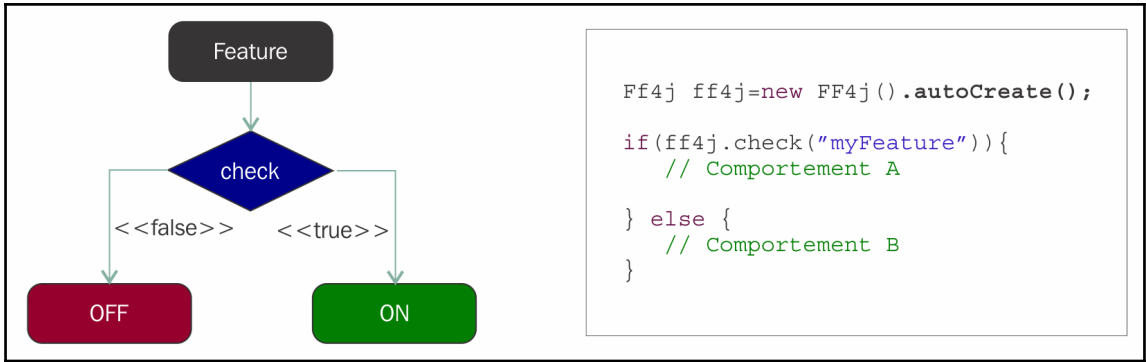 Feature
check
<<false>>
<<true>>
OFF
ON
Ff4j ff4j=new FF4j().autoCreate();
if(ff4j.check(”myFeature”)){
// Comportement A
} else {
// Comportement B
}